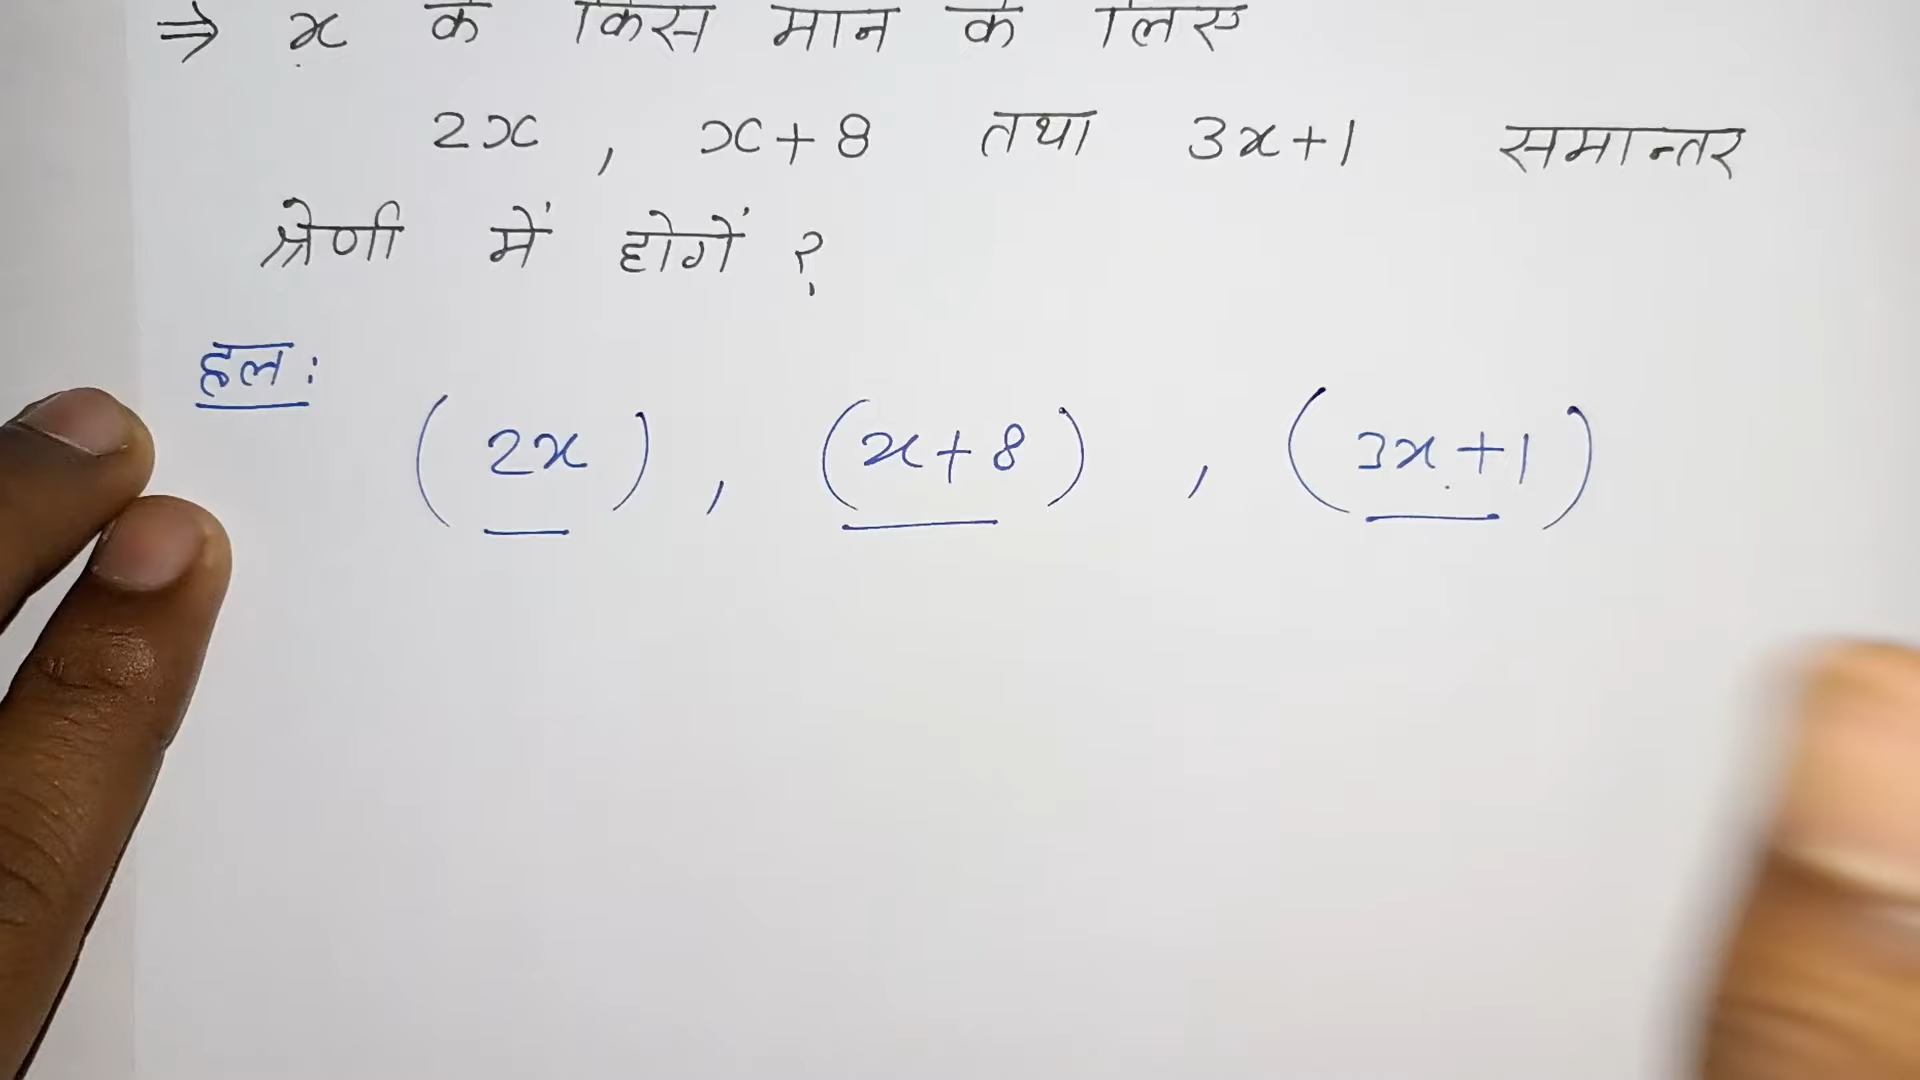 ⇒ x के किस मान के लिए
2x , x+8 तथा 3x+1 समान्तर
श्रेणी में होगें ?
हल :
(2x) , (x+8) , (3x+1)